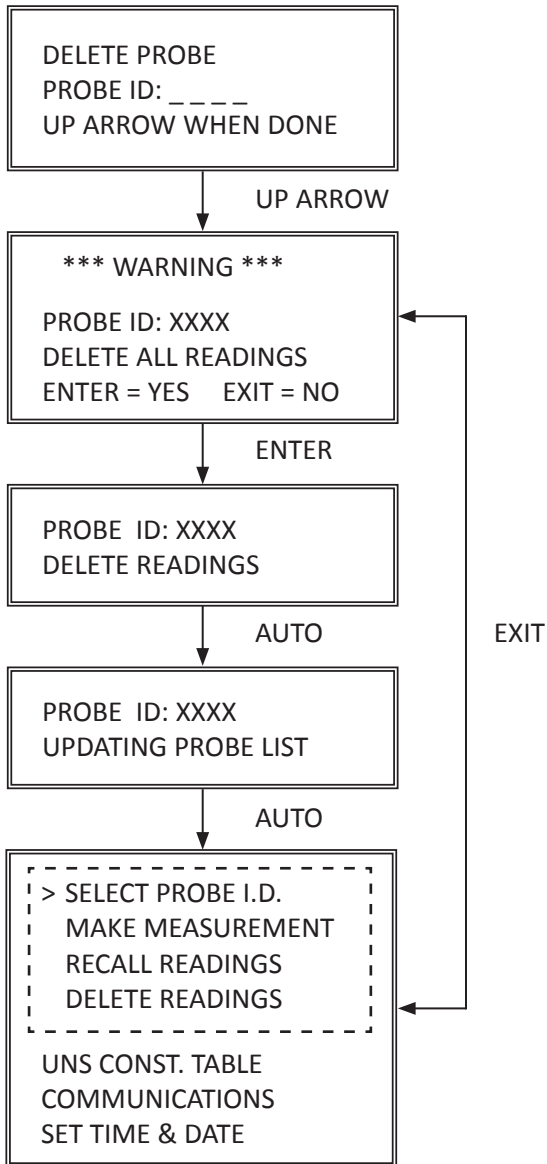 DELETE PROBE
PROBE ID: _ _ _ _
UP ARROW WHEN DONE
UP ARROW
*** WARNING ***
PROBE ID: XXXX
DELETE ALL READINGS
ENTER = YES EXIT = NO
ENTER
PROBE ID: XXXX
DELETE READINGS
AUTO
EXIT
PROBE ID: XXXX
UPDATING PROBE LIST
AUTO
> SELECT PROBE I.D.
MAKE MEASUREMENT
RECALL READINGS
DELETE READINGS
UNS CONST. TABLE
COMMUNICATIONS
SET TIME & DATE